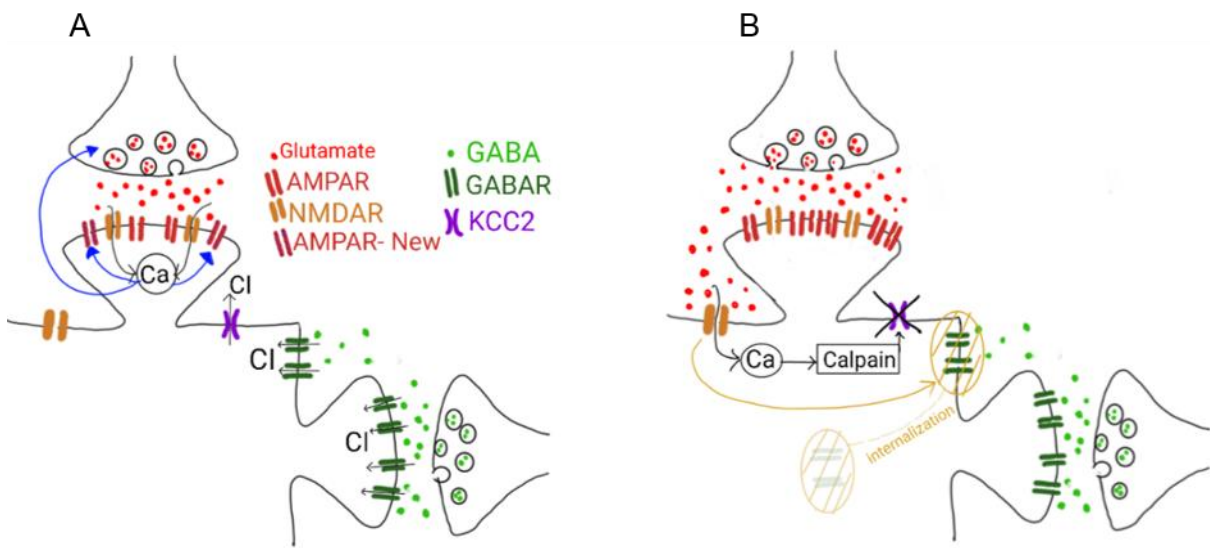 A
B
Glutamate
AMPAR
NMDAR
AMPAR- New
GABA
GABAR
KCC2
Ca
Cl
Cl
Cl
Ca
Calpain
internalization